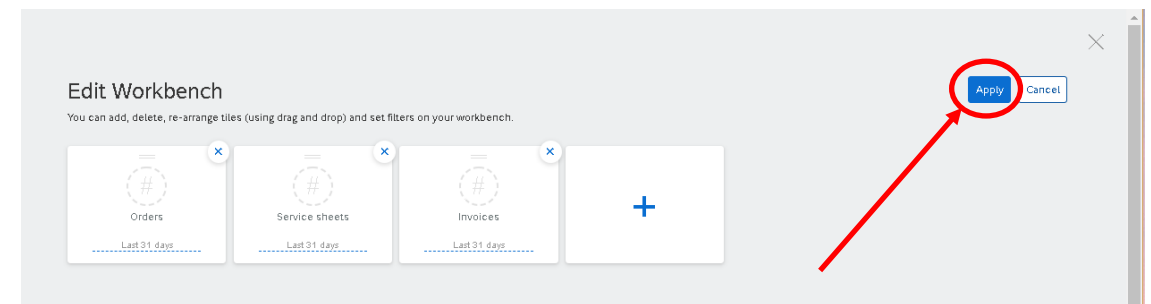 Edit Workbench
Apply
Cancel
You can add, delete, re-arrange tiles (using drag and drop) and set filters on your workbench.
# # #
Orders Service sheets Invoices
Last 31 days Last 31 days Last 31 days